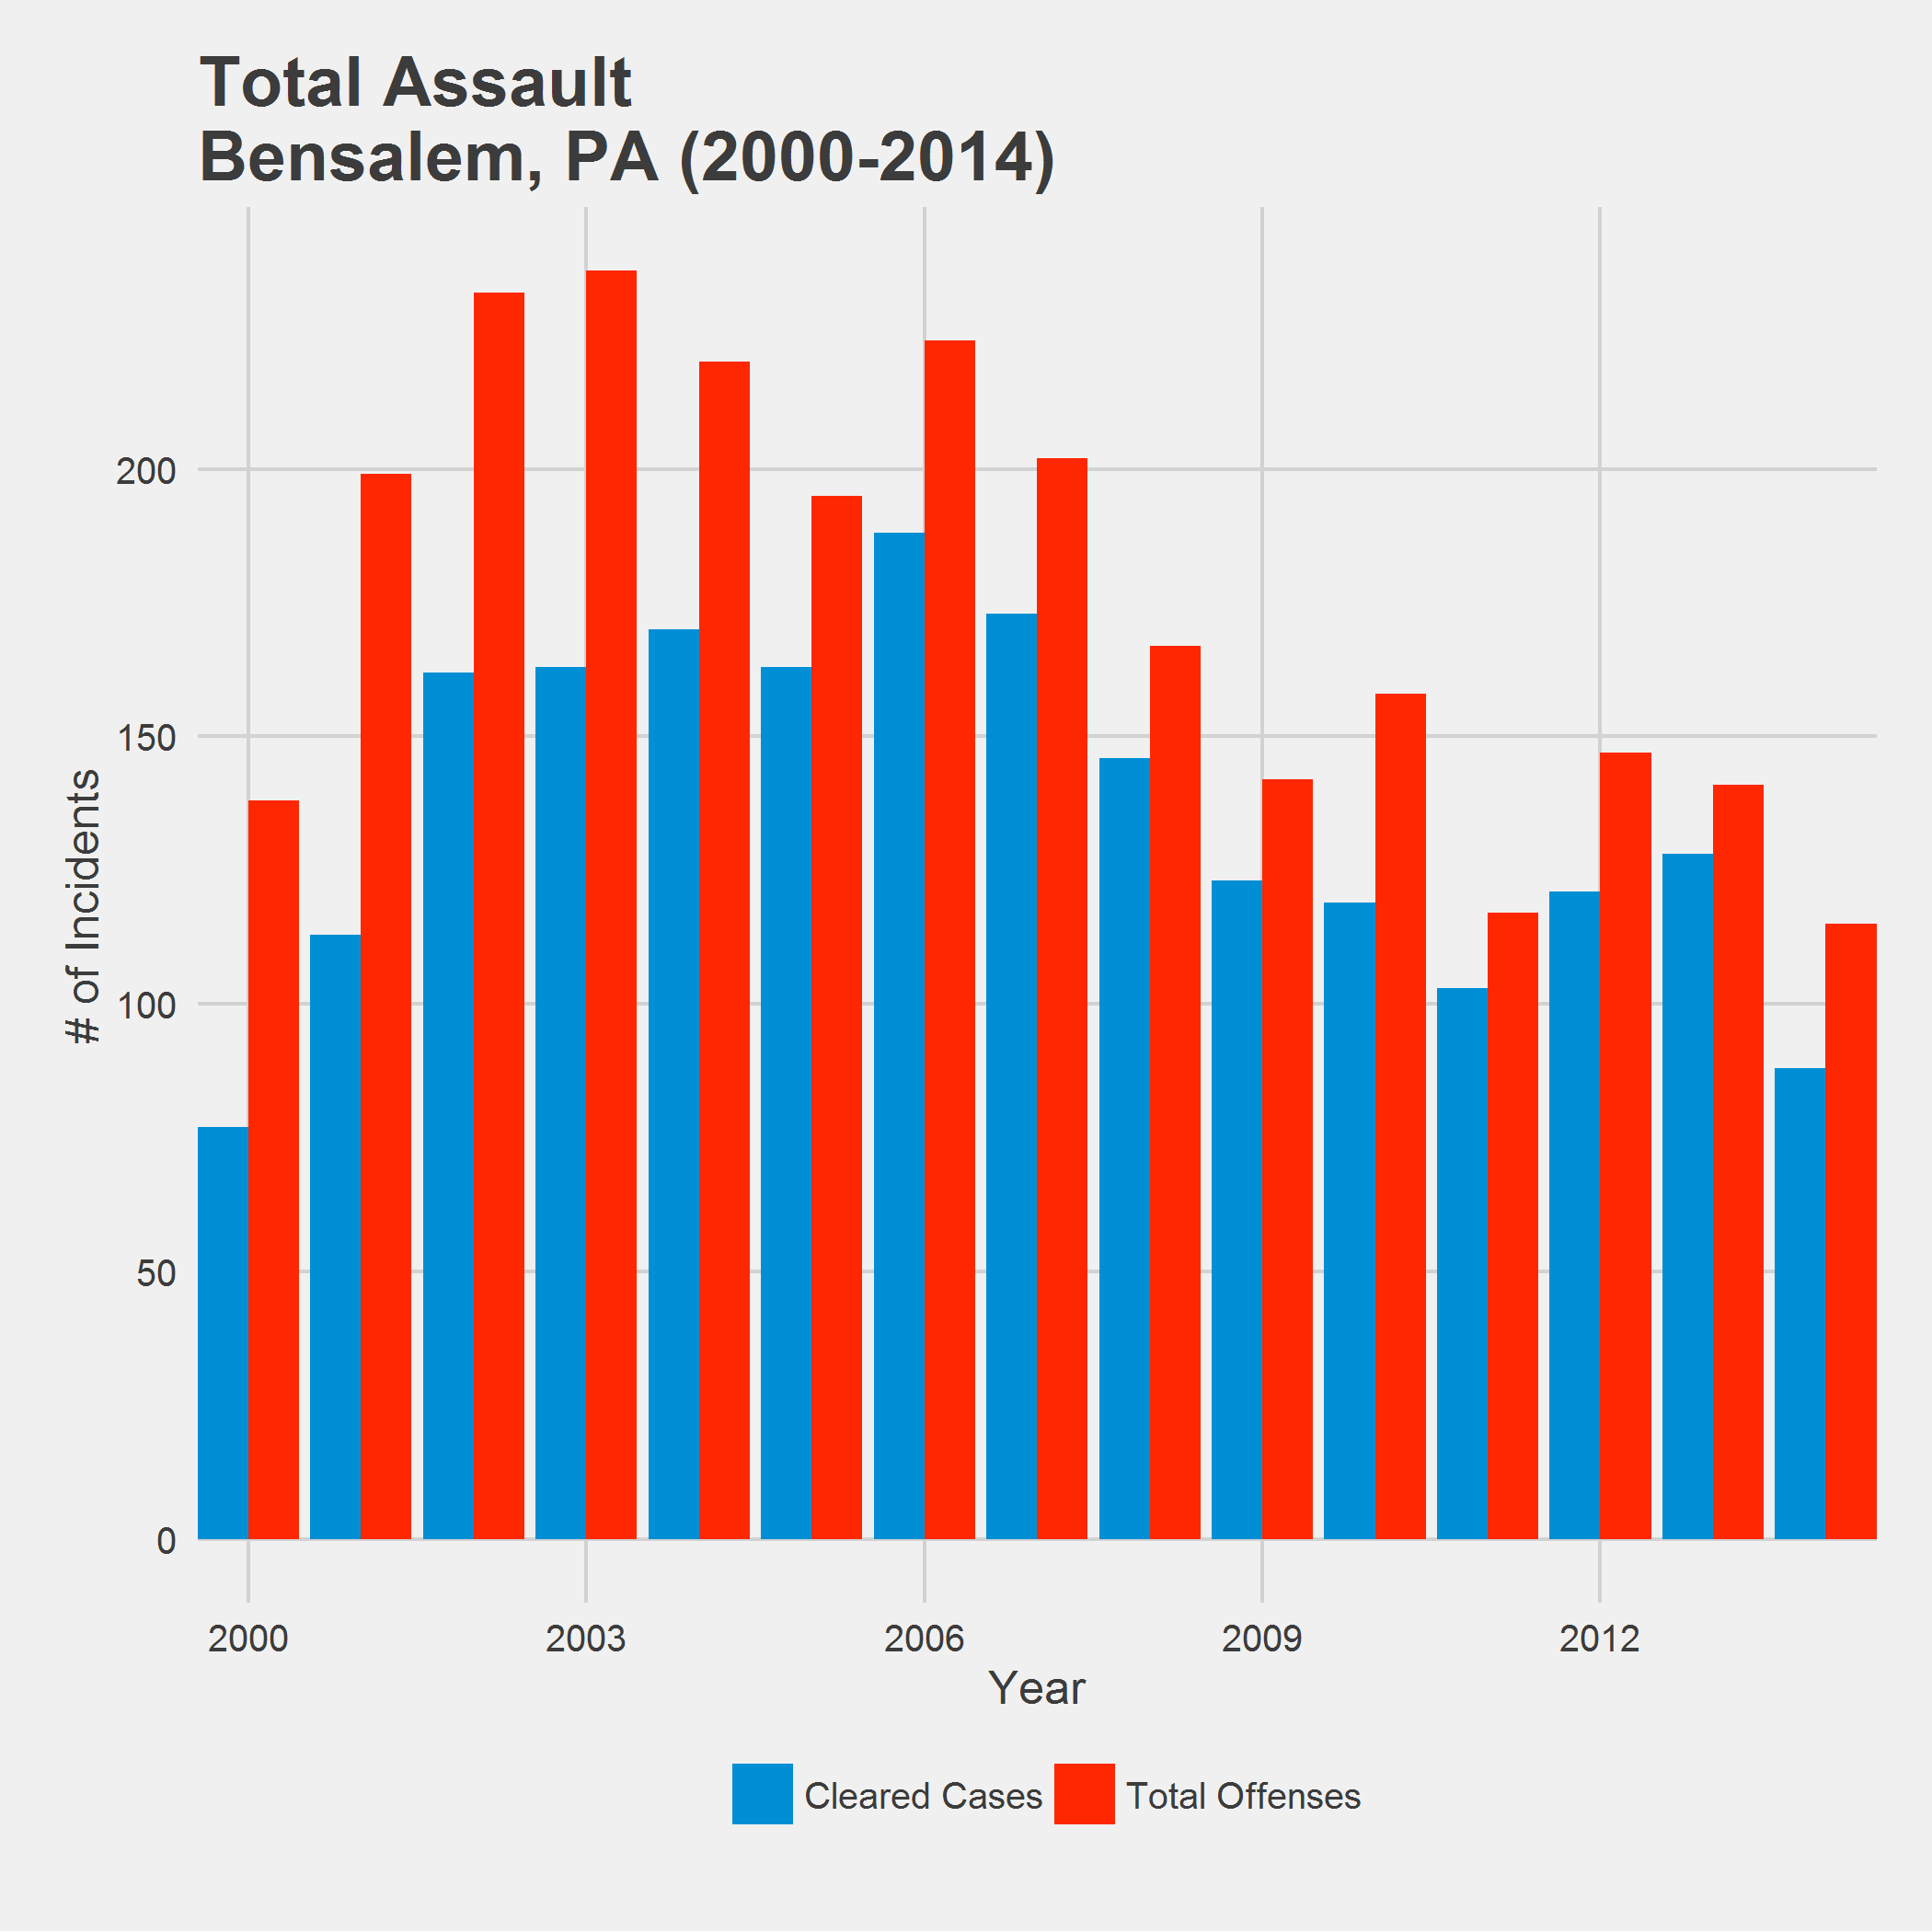 Total Assault
Bensalem, PA (2000-2014)
# of Incidents
200
150
100
50
0
2000 2003 2006 2009 2012
Year
Cleared Cases Total Offenses